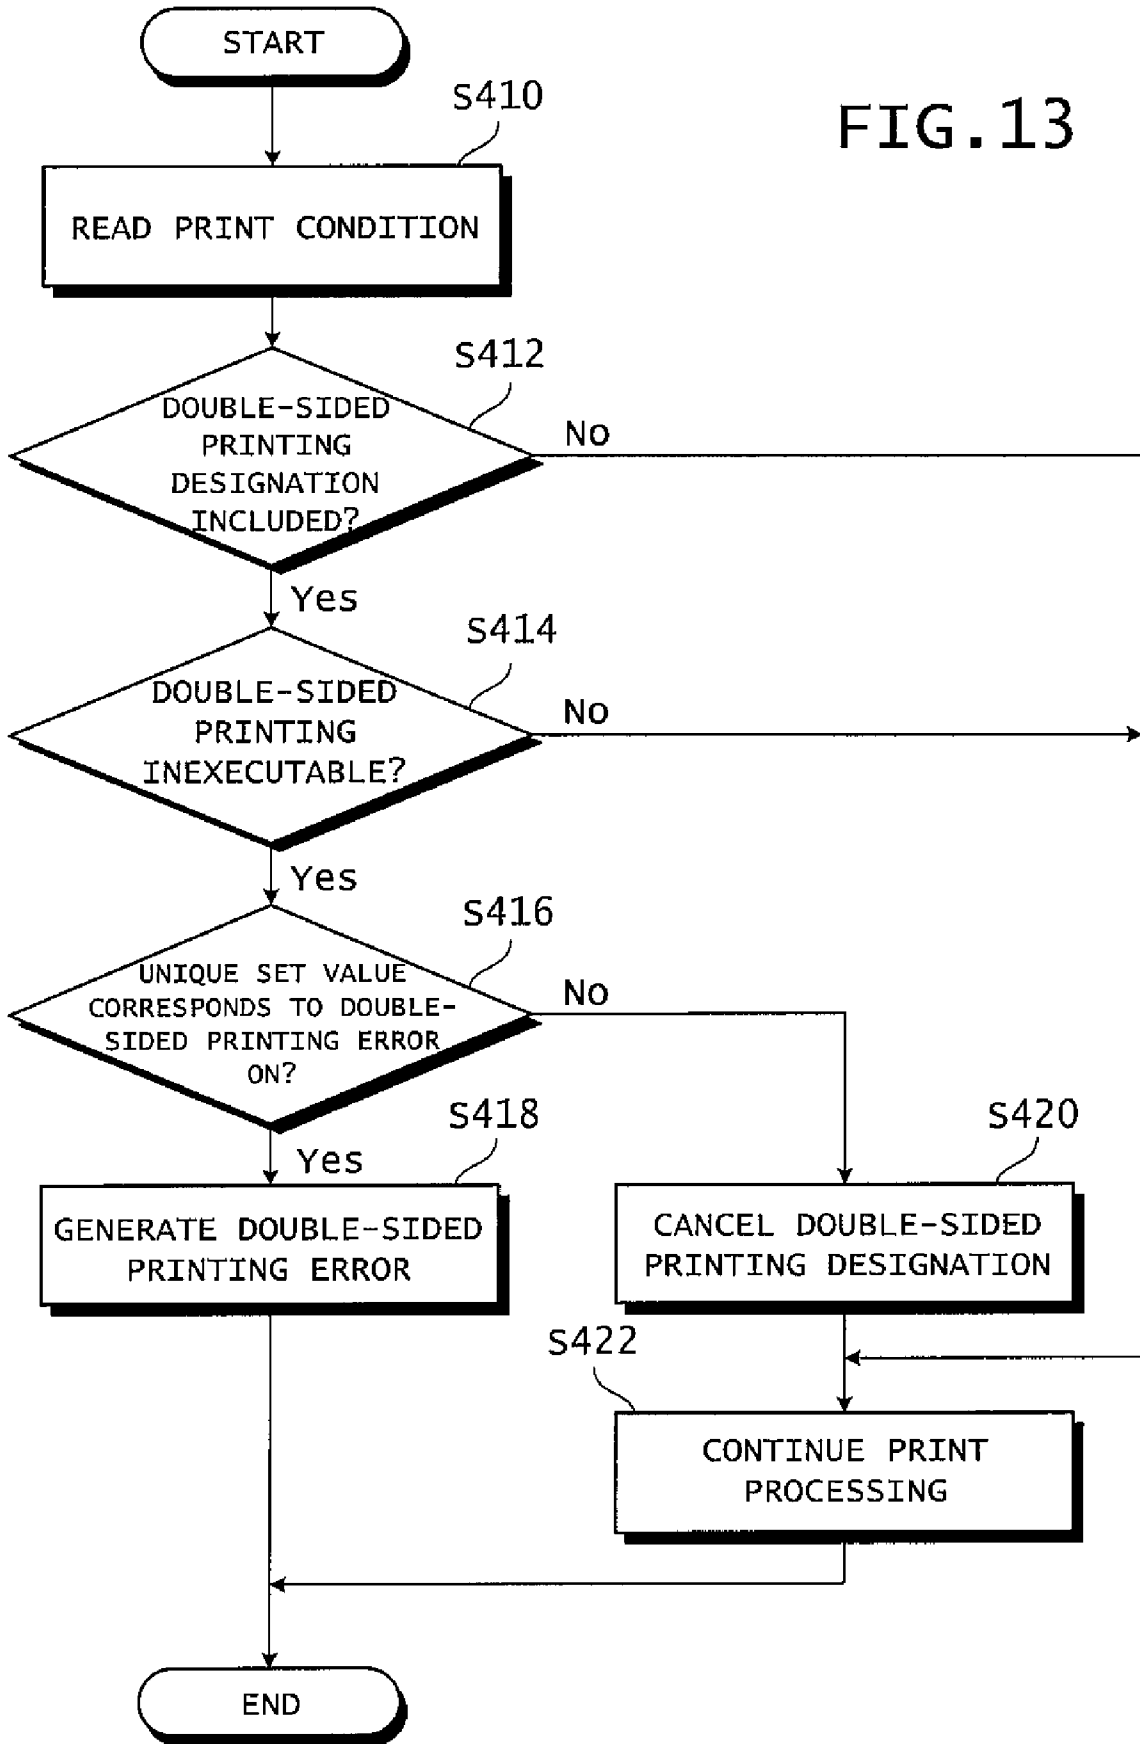 START
FIG.13
S410
READ PRINT CONDITION
S412
DOUBLE-SIDED
PRINTING
DESIGNATION
INCLUDED?
No
Yes
S414
DOUBLE-SIDED
PRINTING
INEXECUTABLE?
No
Yes
S416
UNIQUE SET VALUE
CORRESPONDS TO DOUBLE-
SIDED PRINTING ERROR
ON?
No
Yes
S418
GENERATE DOUBLE-SIDED
PRINTING ERROR
S420
CANCEL DOUBLE-SIDED
PRINTING DESIGNATION
S422
CONTINUE PRINT
PROCESSING
END